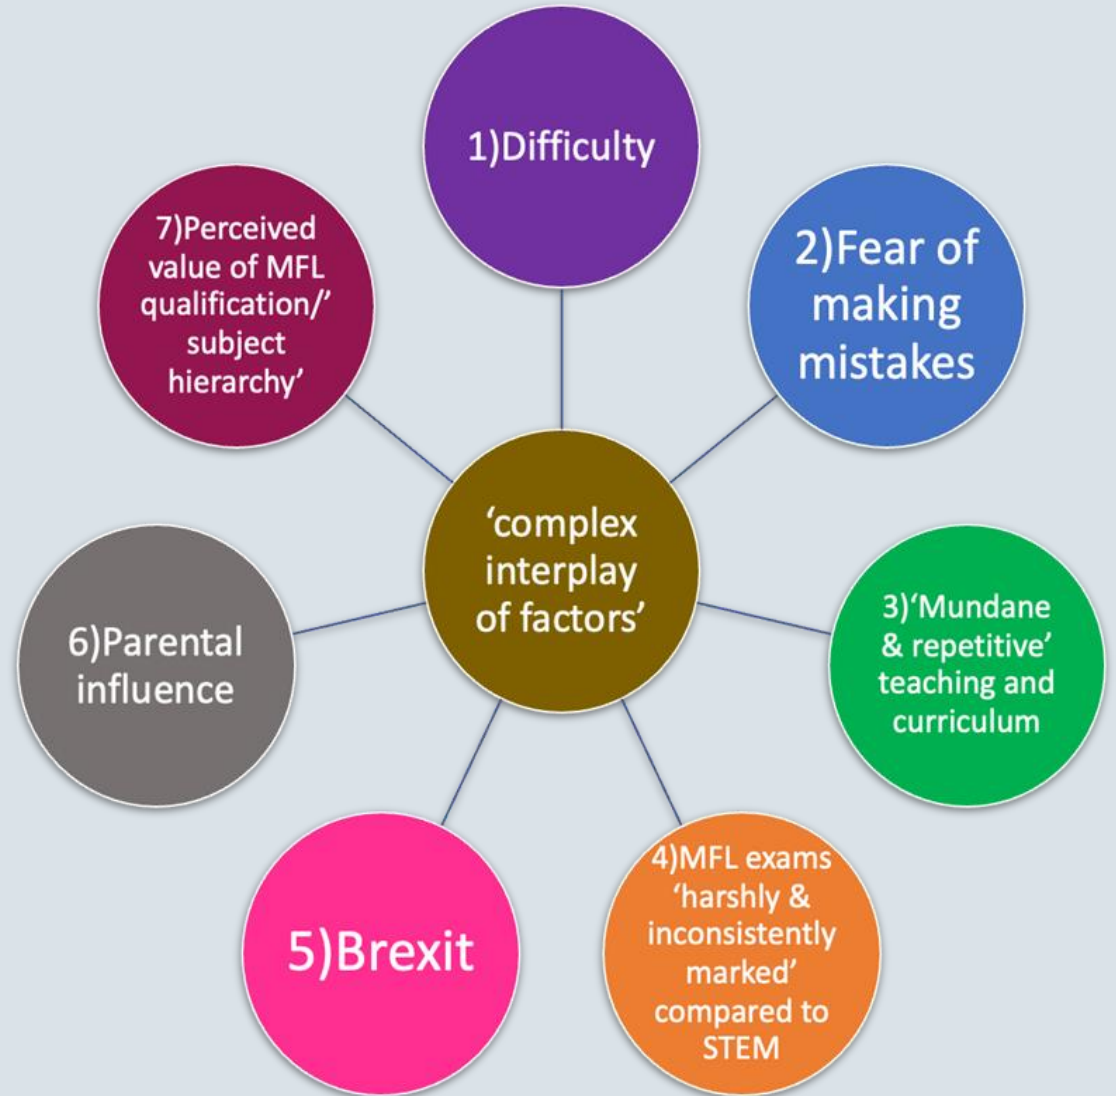 1)Difficulty
2)Fear of
making
mistakes
3)‘Mundane
& repetitive’
teaching and
curriculum
4)MFL exams
‘harshly &
inconsistently
marked’
compared to
STEM
5)Brexit
6)Parental
influence
7)Perceived
value of MFL
qualification/’
subject
hierarchy’
‘complex
interplay
of factors’